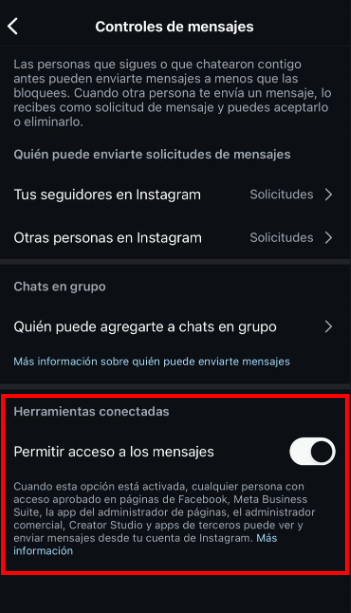 Controles de mensajes
Las personas que sigues o que chatearon contigo
antes pueden enviarte mensajes a menos que las
bloquees. Cuando otra persona te envía un mensaje, lo
recibes como solicitud de mensaje y puedes aceptarlo
o eliminarlo.
Quién puede enviarte solicitudes de mensajes
Tus seguidores en Instagram Solicitudes
Otras personas en Instagram Solicitudes
Chats en grupo
Quién puede agregarte a chats en grupo
Más información sobre quién puede enviarte mensajes
Herramientas conectadas
Permitir acceso a los mensajes
Cuando esta opción está activada, cualquier persona con
acceso aprobado en páginas de Facebook, Meta Business
Suite, la app del administrador de páginas, el administrador
comercial, Creator Studio y apps de terceros puede ver y
enviar mensajes desde tu cuenta de Instagram. Más
información